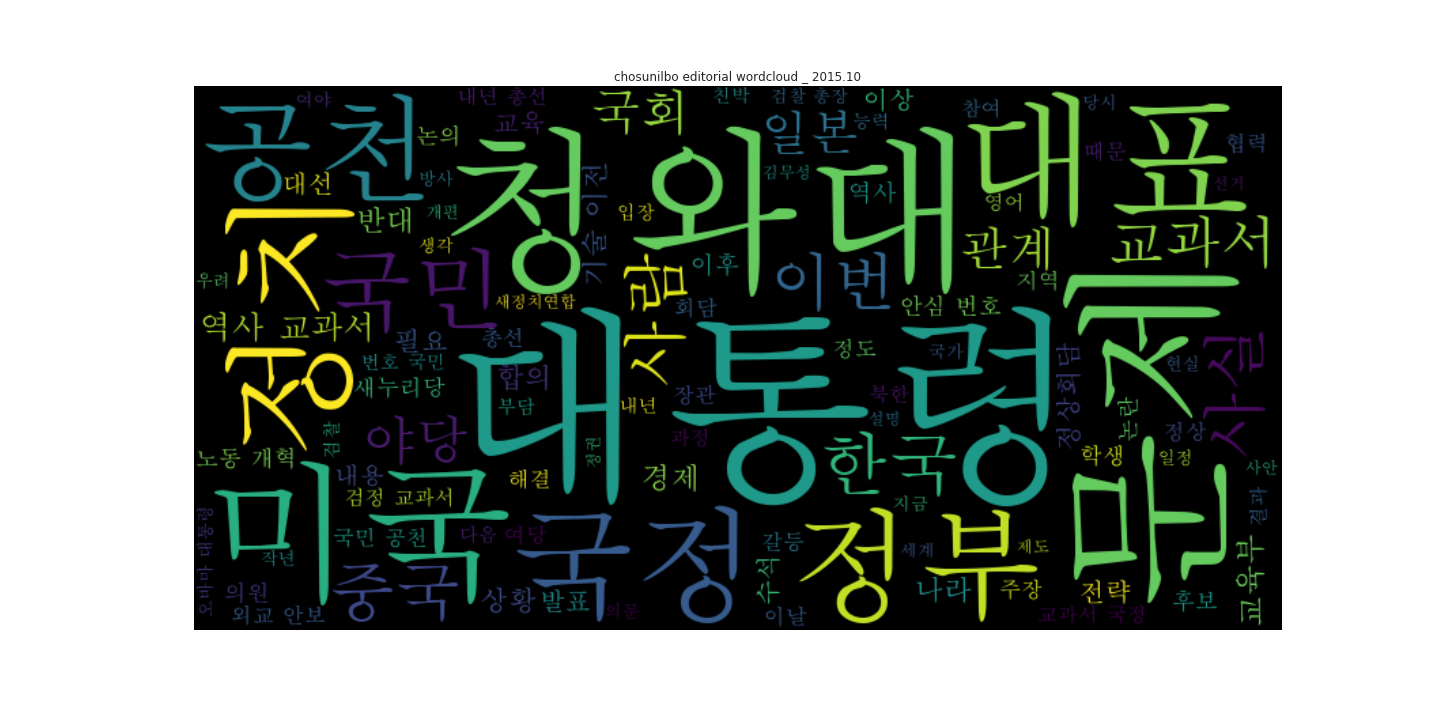 chosunilbo editorial wordcloud _ 2015.10
여야
내년 총선
국회
친박
검찰 총장
이상
참여
당시
공천
교육
논의
일본
능력
대표
때문
협력
대선
방사
청와대
김무성
역사
영어
선거
반대
개편
입장
기술 이전
관계
교과서
정치
생각
국민
우려
새정치연합
사람
이후
이번
회담
안심 번호
지역
문제
역사 교과서
필요
총선
정도
국가
현실
사실
번호 국민
합의
대통령
새누리당
부담
내년
장관
북한
설명
정상회담
논란
정상
검찰
야당
정권
과정
한국
노동 개혁
내용
해결
경제
학생
일정
사안
미국
검정 교과서
지금
결과
국정
정부
작년
국민 공천
다음 여당
갈등
세계
제도
교육부
오바마 대통령
의원
중국
상황
발표
의문
수석
나라
주장
전략
후보
외교 안보
이날
교과서 국정